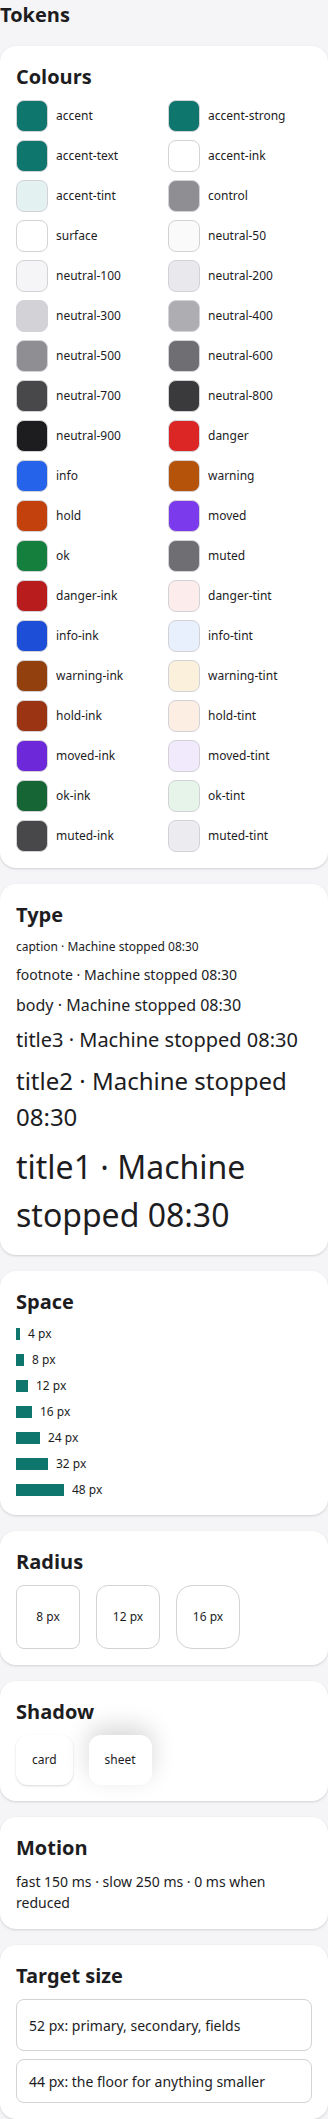 Tokens
Colours
accent
accent-strong
accent-text
accent-ink
accent-tint
control
surface
neutral-50
neutral-100
neutral-200
neutral-300
neutral-400
neutral-500
neutral-600
neutral-700
neutral-800
neutral-900
danger
info
warning
hold
moved
ok
muted
danger-ink
danger-tint
info-ink
info-tint
warning-ink
warning-tint
hold-ink
hold-tint
moved-ink
moved-tint
ok-ink
ok-tint
muted-ink
muted-tint
Type
caption · Machine stopped 08:30
footnote · Machine stopped 08:30
body · Machine stopped 08:30
title3 · Machine stopped 08:30
title2 · Machine stopped
08:30
title1 · Machine
stopped 08:30
Space
4 px
8 px
12 px
16 px
24 px
32 px
48 px
Radius
8 px
12 px
16 px
Shadow
card
sheet
Motion
fast 150 ms · slow 250 ms · 0 ms when
reduced
Target size
52 px: primary, secondary, fields
44 px: the floor for anything smaller